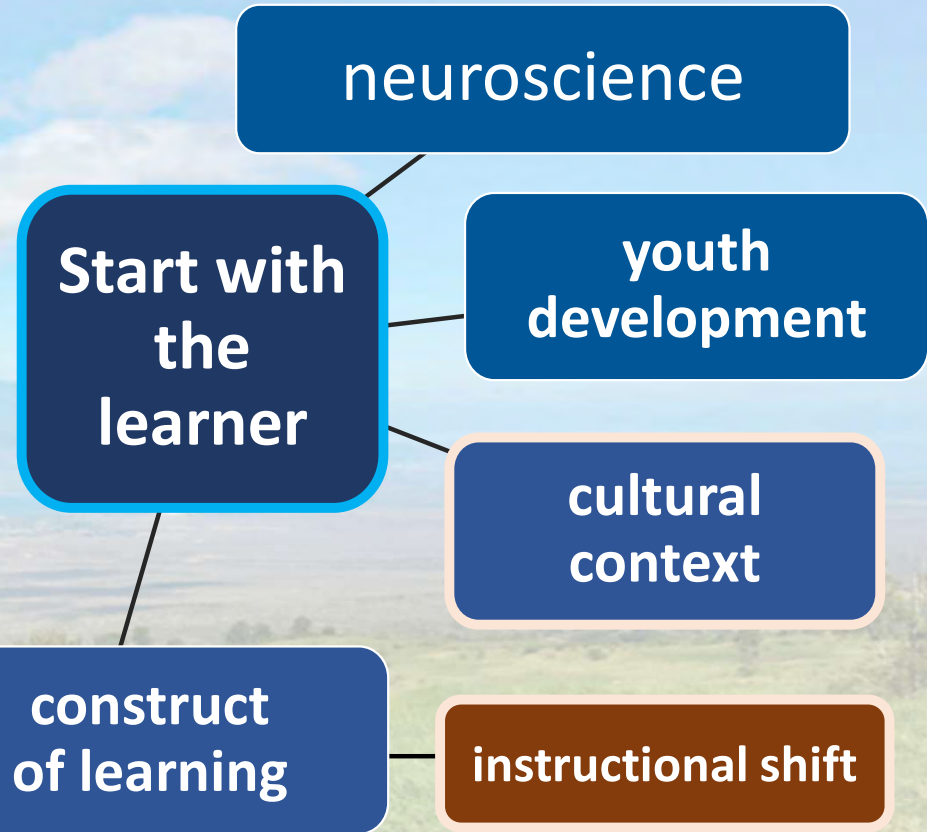 neuroscience
Start with
the
learner
youth
development
cultural
context
construct
of learning
instructional shift